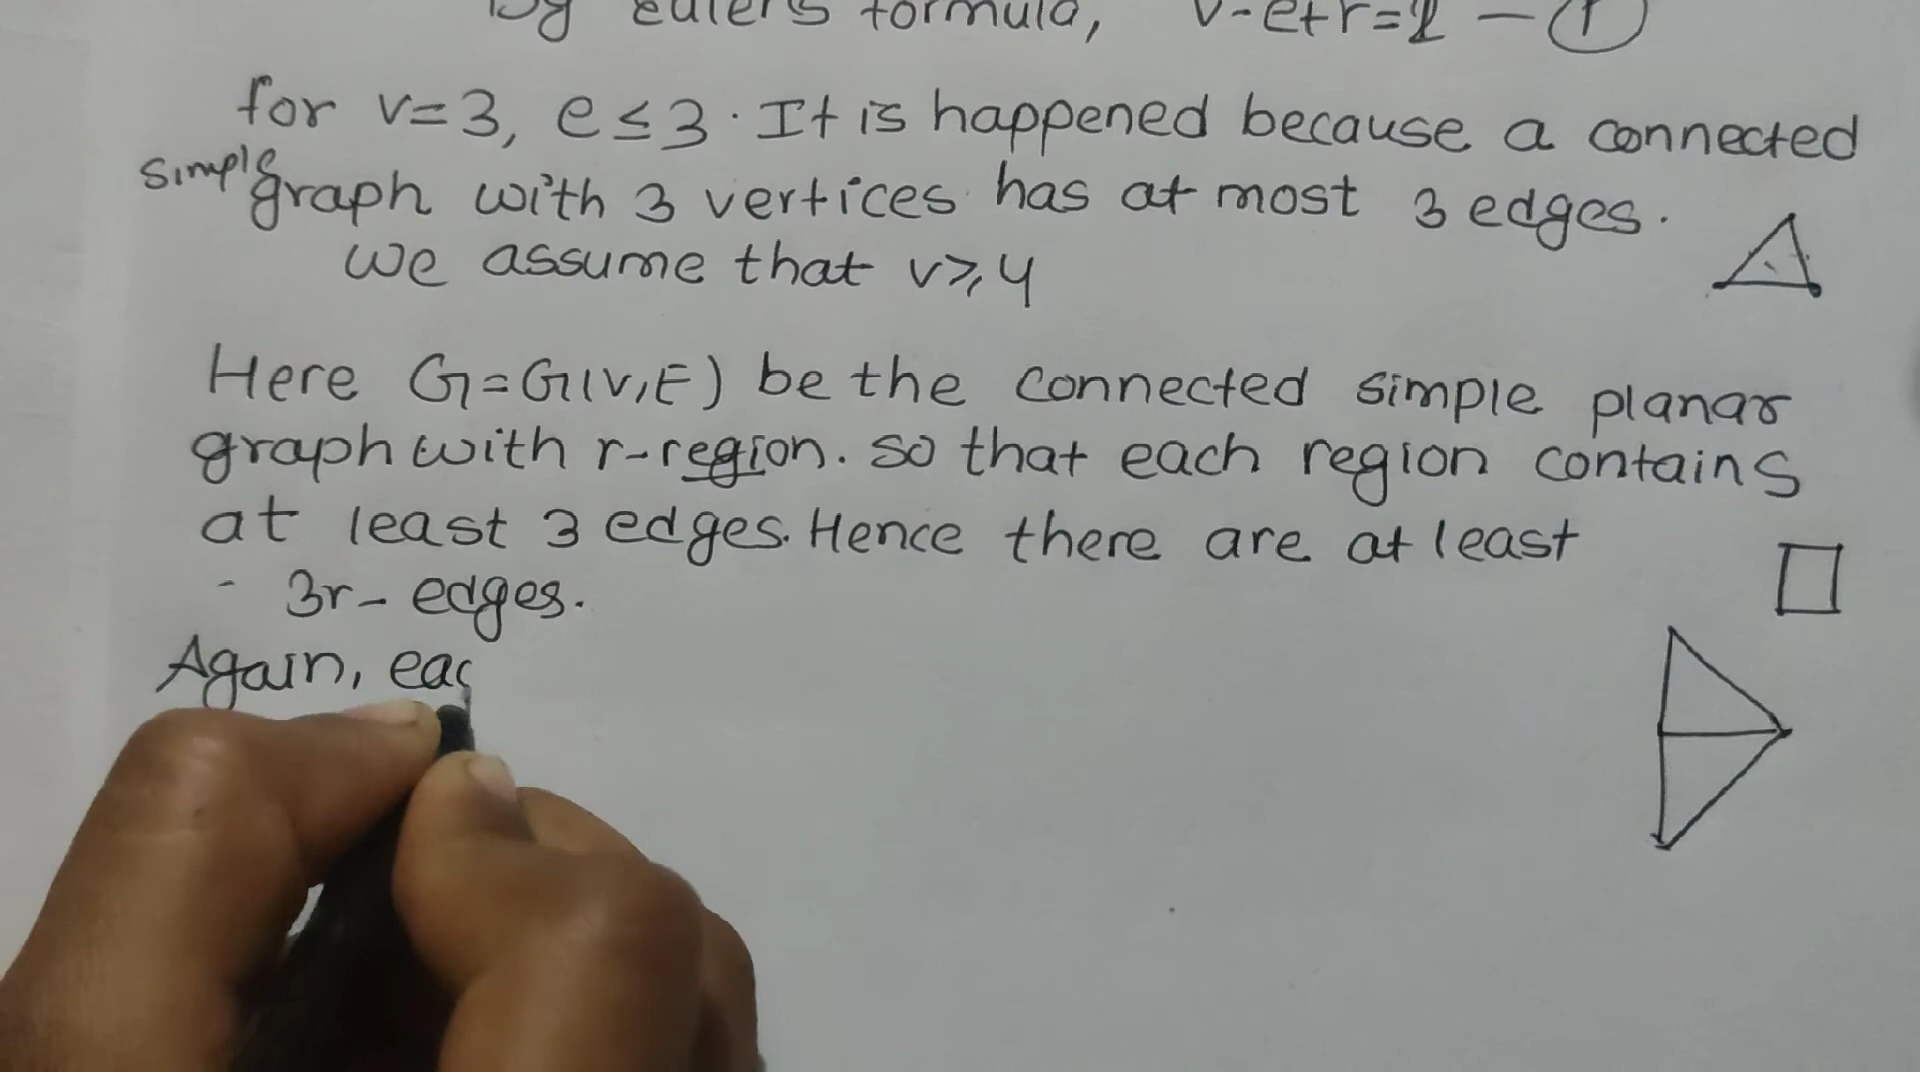 by euler's formula, v-e+r=2 - ①
for v=3, e≤3. It is happened because a connected
simple graph with 3 vertices has at most 3 edges.
we assume that v≥4
Here G=G(V,E) be the connected simple planar
graph with r-region. so that each region contains
at least 3 edges. Hence there are at least
- 3r- edges.
Again, eac